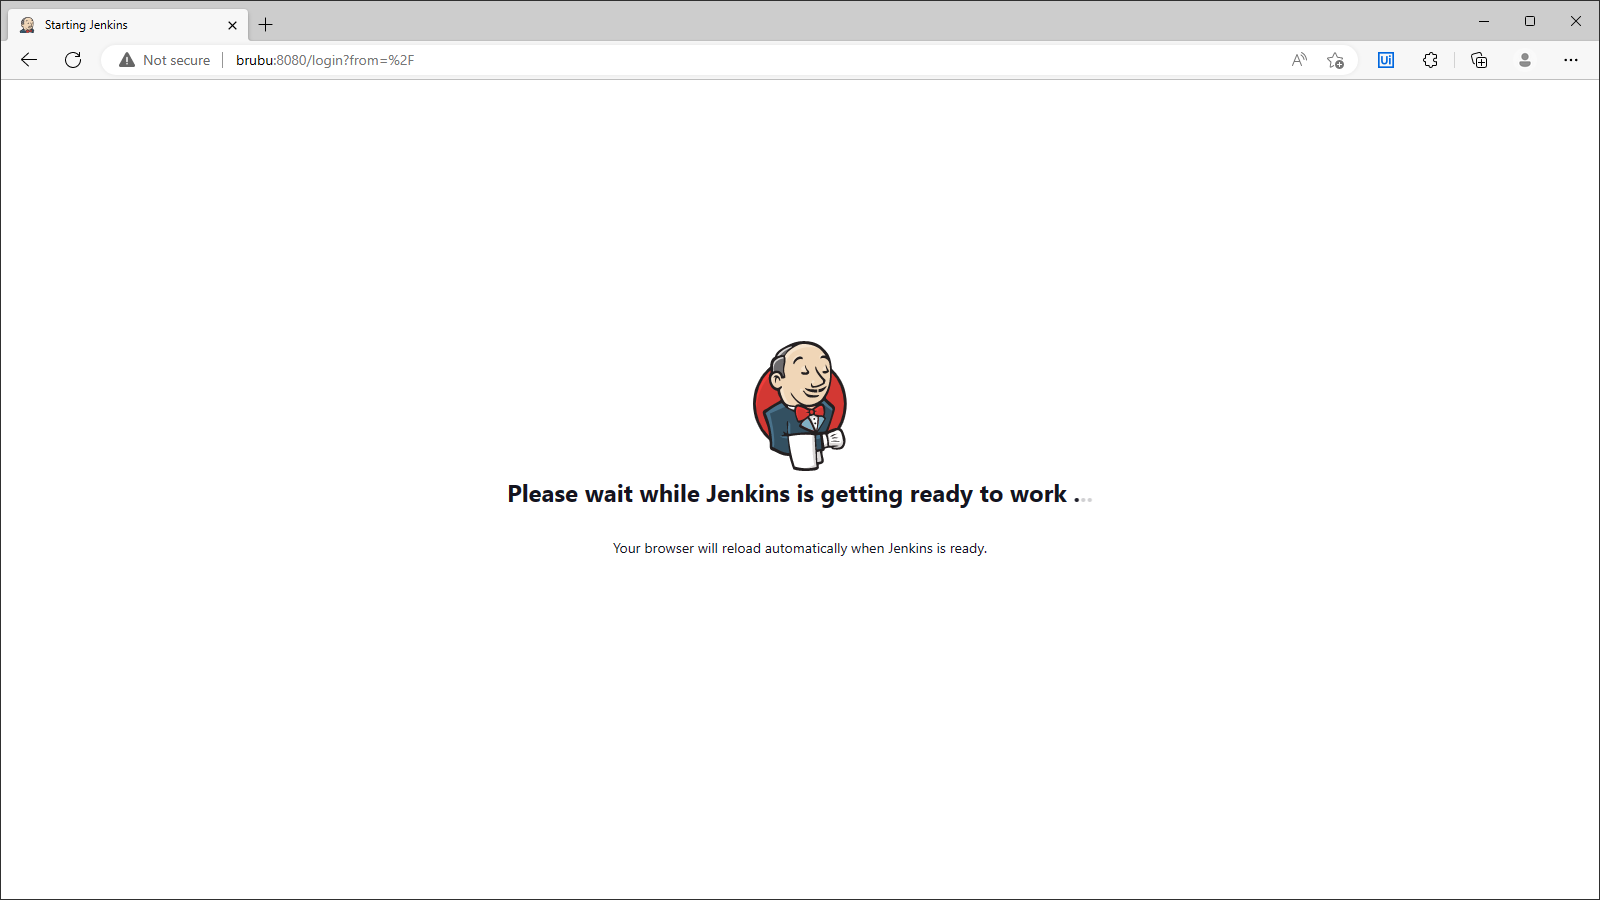 Starting Jenkins
Not secure
brubu:8080/login?from=%2F
Ui
Please wait while Jenkins is getting ready to work ...
Your browser will reload automatically when Jenkins is ready.